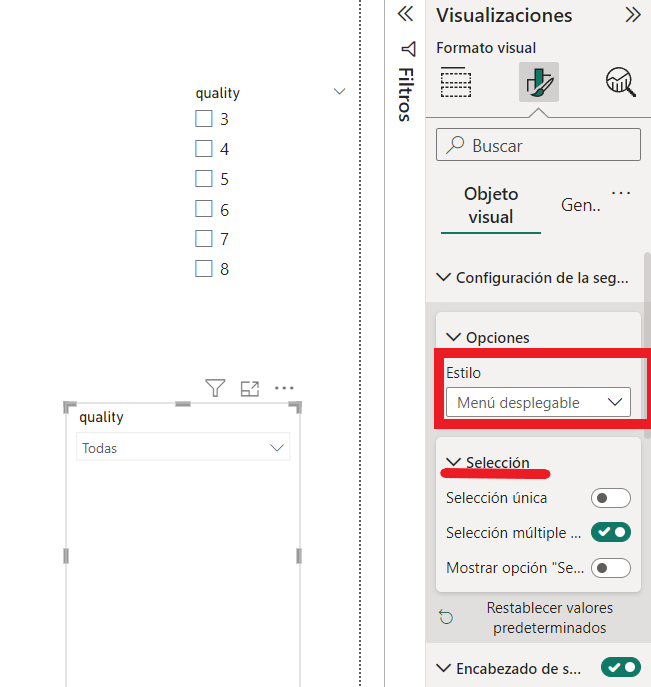 quality
3
4
5
6
7
8
quality
Todas
Filtros
Visualizaciones
Formato visual
Buscar
Objeto
visual
Gen..
Configuración de la seg...
Opciones
Estilo
Menú desplegable
Selección
Selección única
Selección múltiple ...
Mostrar opción "Se...
Restablecer valores
predeterminados
Encabezado de s...